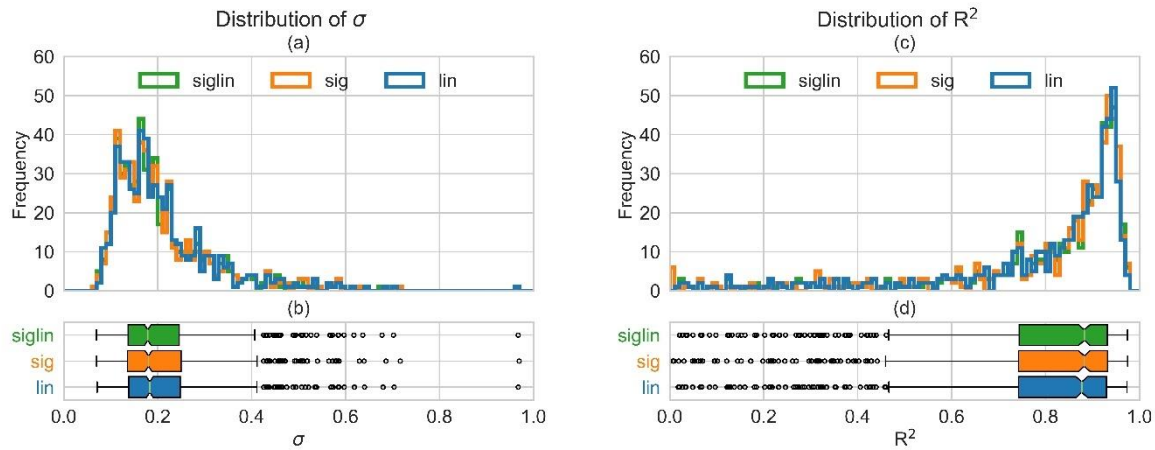 Distribution of σ
(a)
60
50
40
30
20
10
0
Frequency
siglin sig lin
(b)
siglin
sig
lin
0.0 0.2 0.4 0.6 0.8 1.0
σ
Distribution of R²
(c)
60
50
40
30
20
10
0
Frequency
siglin sig lin
(d)
siglin
sig
lin
0.0 0.2 0.4 0.6 0.8 1.0
R²